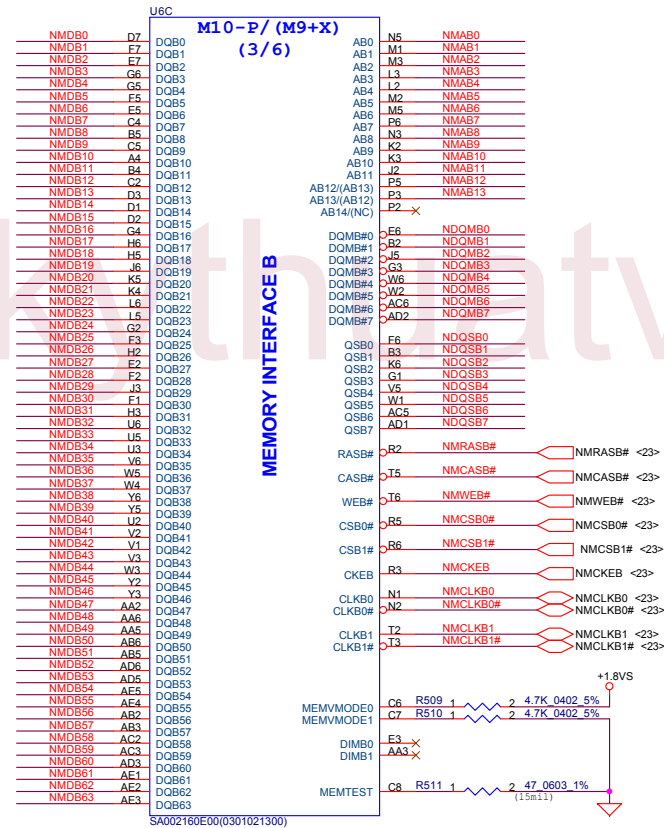 U6C
M10-P/(M9+X)
(3/6)
MEMORY INTERFACE B
NMDB0 D7 DQB0
NMDB1 F7 DQB1
NMDB2 E7 DQB2
NMDB3 G6 DQB3
NMDB4 G5 DQB4
NMDB5 F5 DQB5
NMDB6 E5 DQB6
NMDB7 C4 DQB7
NMDB8 B5 DQB8
NMDB9 C5 DQB9
NMDB10 A4 DQB10
NMDB11 B4 DQB11
NMDB12 C2 DQB12
NMDB13 D3 DQB13
NMDB14 D1 DQB14
NMDB15 D2 DQB15
NMDB16 G4 DQB16
NMDB17 H6 DQB17
NMDB18 H5 DQB18
NMDB19 J6 DQB19
NMDB20 K5 DQB20
NMDB21 K4 DQB21
NMDB22 L6 DQB22
NMDB23 L5 DQB23
NMDB24 G2 DQB24
NMDB25 F3 DQB25
NMDB26 H2 DQB26
NMDB27 E2 DQB27
NMDB28 F2 DQB28
NMDB29 J3 DQB29
NMDB30 F1 DQB30
NMDB31 H3 DQB31
NMDB32 U6 DQB32
NMDB33 U5 DQB33
NMDB34 U3 DQB34
NMDB35 V6 DQB35
NMDB36 W5 DQB36
NMDB37 W4 DQB37
NMDB38 Y6 DQB38
NMDB39 Y5 DQB39
NMDB40 U2 DQB40
NMDB41 V2 DQB41
NMDB42 V1 DQB42
NMDB43 V3 DQB43
NMDB44 W3 DQB44
NMDB45 Y2 DQB45
NMDB46 Y3 DQB46
NMDB47 AA2 DQB47
NMDB48 AA6 DQB48
NMDB49 AA5 DQB49
NMDB50 AB6 DQB50
NMDB51 AB5 DQB51
NMDB52 AD6 DQB52
NMDB53 AD5 DQB53
NMDB54 AE5 DQB54
NMDB55 AE4 DQB55
NMDB56 AB2 DQB56
NMDB57 AB3 DQB57
NMDB58 AC2 DQB58
NMDB59 AC3 DQB59
NMDB60 AD3 DQB60
NMDB61 AE1 DQB61
NMDB62 AE2 DQB62
NMDB63 AE3 DQB63
AB0 N5 NMAB0
AB1 M1 NMAB1
AB2 M3 NMAB2
AB3 L3 NMAB3
AB4 L2 NMAB4
AB5 M2 NMAB5
AB6 M5 NMAB6
AB7 P6 NMAB7
AB8 N3 NMAB8
AB9 K2 NMAB9
AB10 K3 NMAB10
AB11 J2 NMAB11
AB12/(AB13) P5 NMAB12
AB13/(AB12) P3 NMAB13
AB14/(NC) P2
DQMB#0 E6 NDQMB0
DQMB#1 B2 NDQMB1
DQMB#2 J5 NDQMB2
DQMB#3 G3 NDQMB3
DQMB#4 W6 NDQMB4
DQMB#5 W2 NDQMB5
DQMB#6 AC6 NDQMB6
DQMB#7 AD2 NDQMB7
QSB0 F6 NDQSB0
QSB1 B3 NDQSB1
QSB2 K6 NDQSB2
QSB3 G1 NDQSB3
QSB4 V5 NDQSB4
QSB5 W1 NDQSB5
QSB6 AC5 NDQSB6
QSB7 AD1 NDQSB7
RASB# R2 NMRASB# NMRASB# <23>
CASB# T5 NMCASB# NMCASB# <23>
WEB# T6 NMWEB# NMWEB# <23>
CSB0# R5 NMCSB0# NMCSB0# <23>
CSB1# R6 NMCSB1# NMCSB1# <23>
CKEB R3 NMCKEB NMCKEB <23>
CLKB0 N1 NMCLKB0 NMCLKB0 <23>
CLKB0# N2 NMCLKB0# NMCLKB0# <23>
CLKB1 T2 NMCLKB1 NMCLKB1 <23>
CLKB1# T3 NMCLKB1# NMCLKB1# <23>
+1.8VS
MEMVMODE0 C6 R509 1 2 4.7K_0402_5%
MEMVMODE1 C7 R510 1 2 4.7K_0402_5%
DIMB0 E3
DIMB1 AA3
MEMTEST C8 R511 1 2 47_0603_1%
(15mil)
SA002160E00(0301021300)
kythuatv